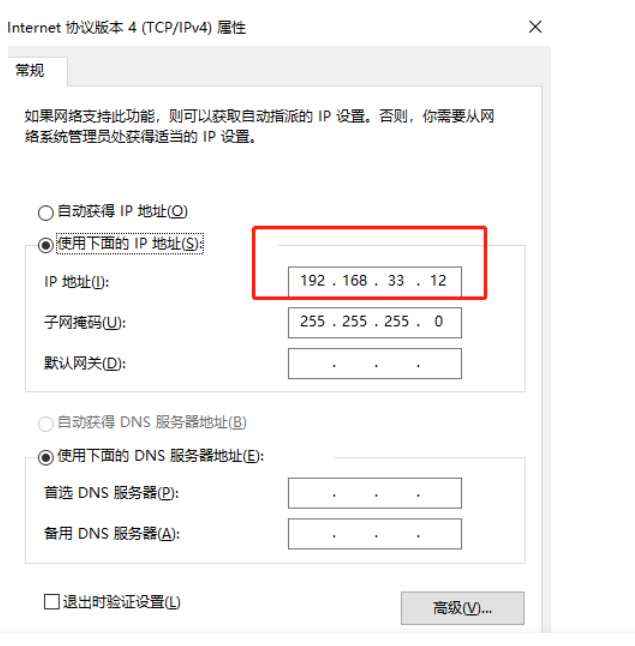 Internet 协议版本 4 (TCP/IPv4) 属性
常规
如果网络支持此功能，则可以获取自动指派的 IP 设置。否则，你需要从网
络系统管理员处获得适当的 IP 设置。
自动获得 IP 地址(O)
使用下面的 IP 地址(S):
IP 地址(I): 192 . 168 . 33 . 12
子网掩码(U): 255 . 255 . 255 . 0
默认网关(D): . . .
自动获得 DNS 服务器地址(B)
使用下面的 DNS 服务器地址(E):
首选 DNS 服务器(P): . . .
备用 DNS 服务器(A): . . .
退出时验证设置(L)
高级(V)...